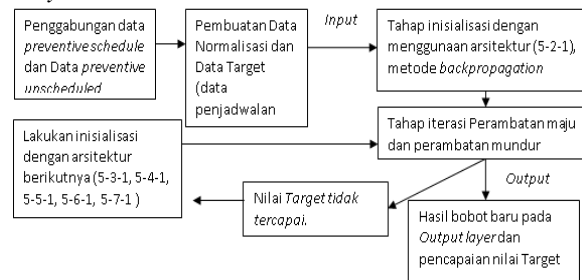 Penggabungan data
preventive schedule
dan Data preventive
unscheduled
Pembuatan Data
Normalisasi dan
Data Target
(data
penjadwalan
Input
Tahap inisialisasi dengan
menggunaan arsitektur (5-2-1),
metode backpropagation
Tahap iterasi Perambatan maju
dan perambatan mundur
Lakukan inisialisasi
dengan arsitektur
berikutnya (5-3-1, 5-4-1,
5-5-1, 5-6-1, 5-7-1 )
Nilai Target tidak
tercapai.
Output
Hasil bobot baru pada
Output layer dan
pencapaian nilai Target